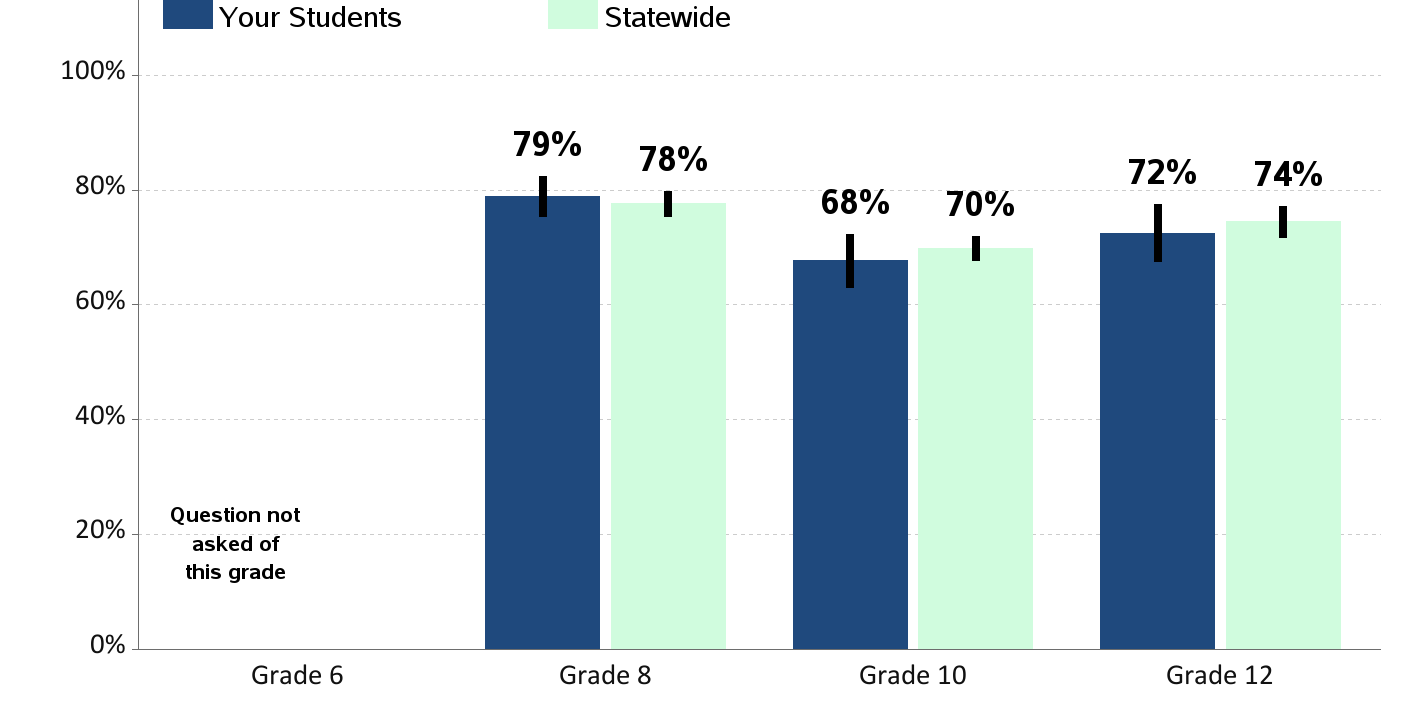 Your Students
Statewide
100%
80%
60%
40%
20%
0%
79%
78%
68%
70%
72%
74%
Question not
asked of
this grade
Grade 6
Grade 8
Grade 10
Grade 12